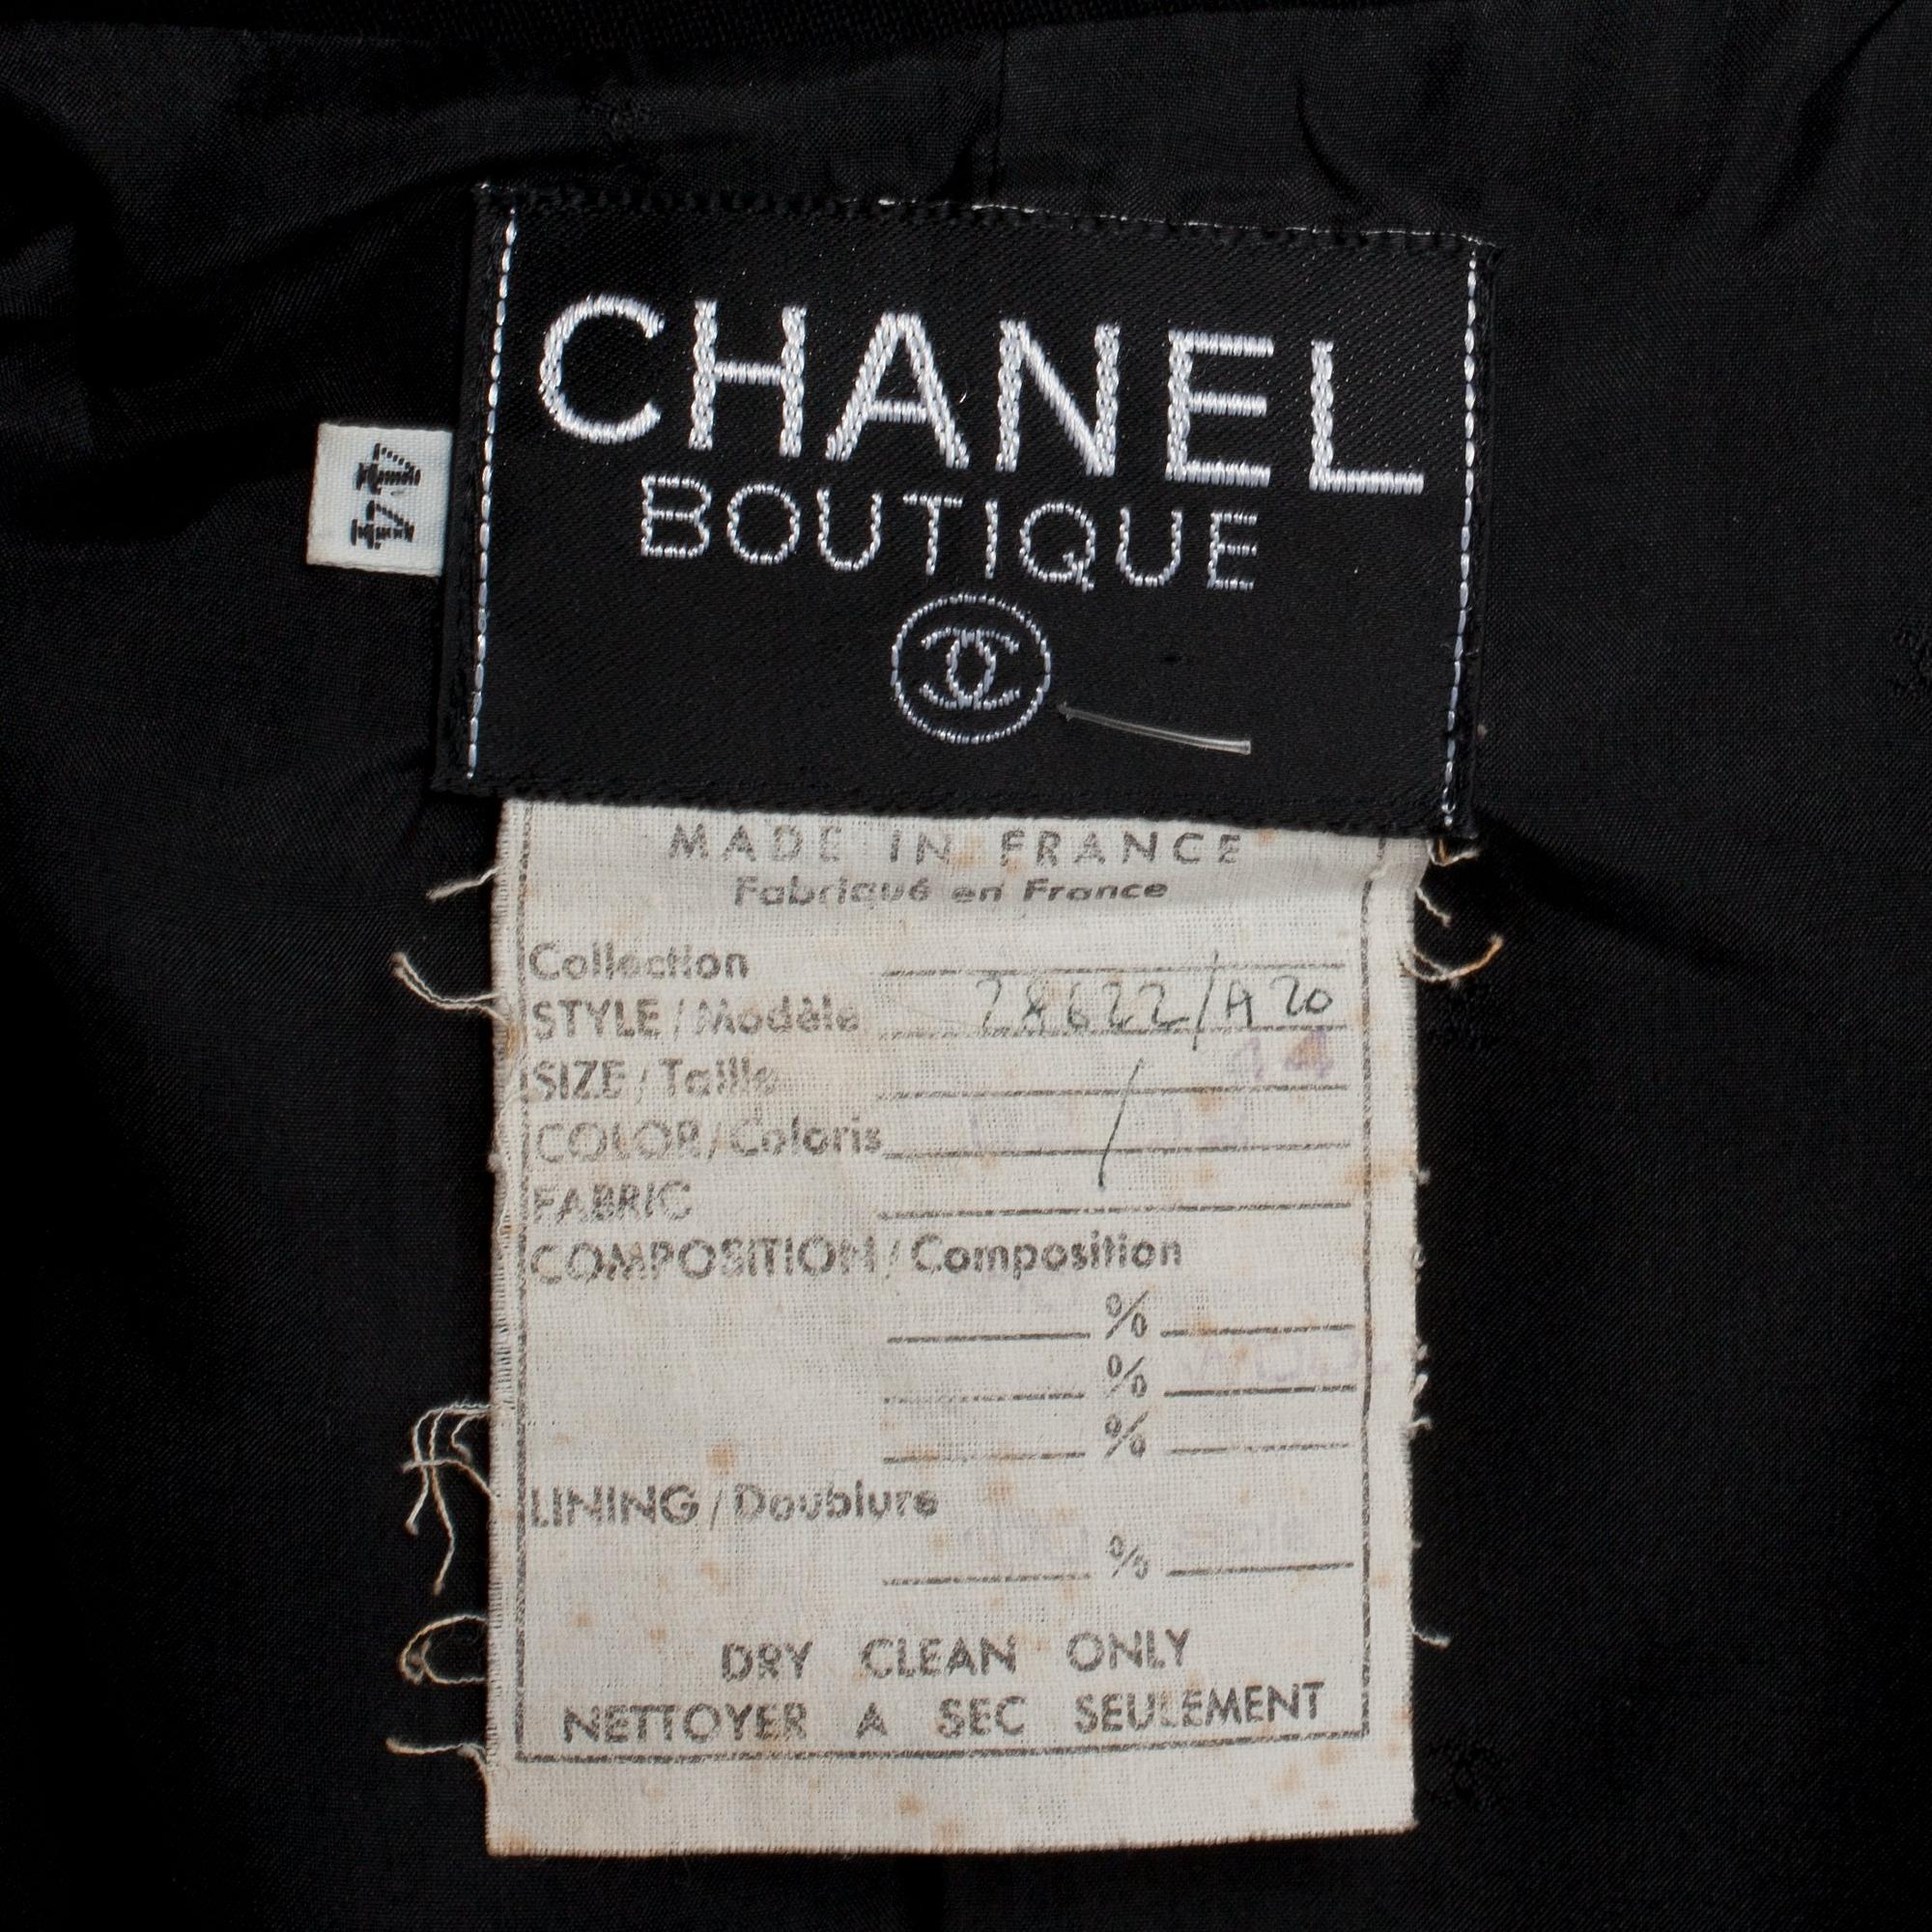 CHANEL
BOUTIQUE
44
MADE IN FRANCE
Fabriqué en France
Collection
STYLE/Modèle 28622/A20
SIZE/Taille 44
COLOR/Coloris /
FABRIC
COMPOSITION/Composition
%
%
%
LINING/Doublure
%
DRY CLEAN ONLY
NETTOYER A SEC SEULEMENT